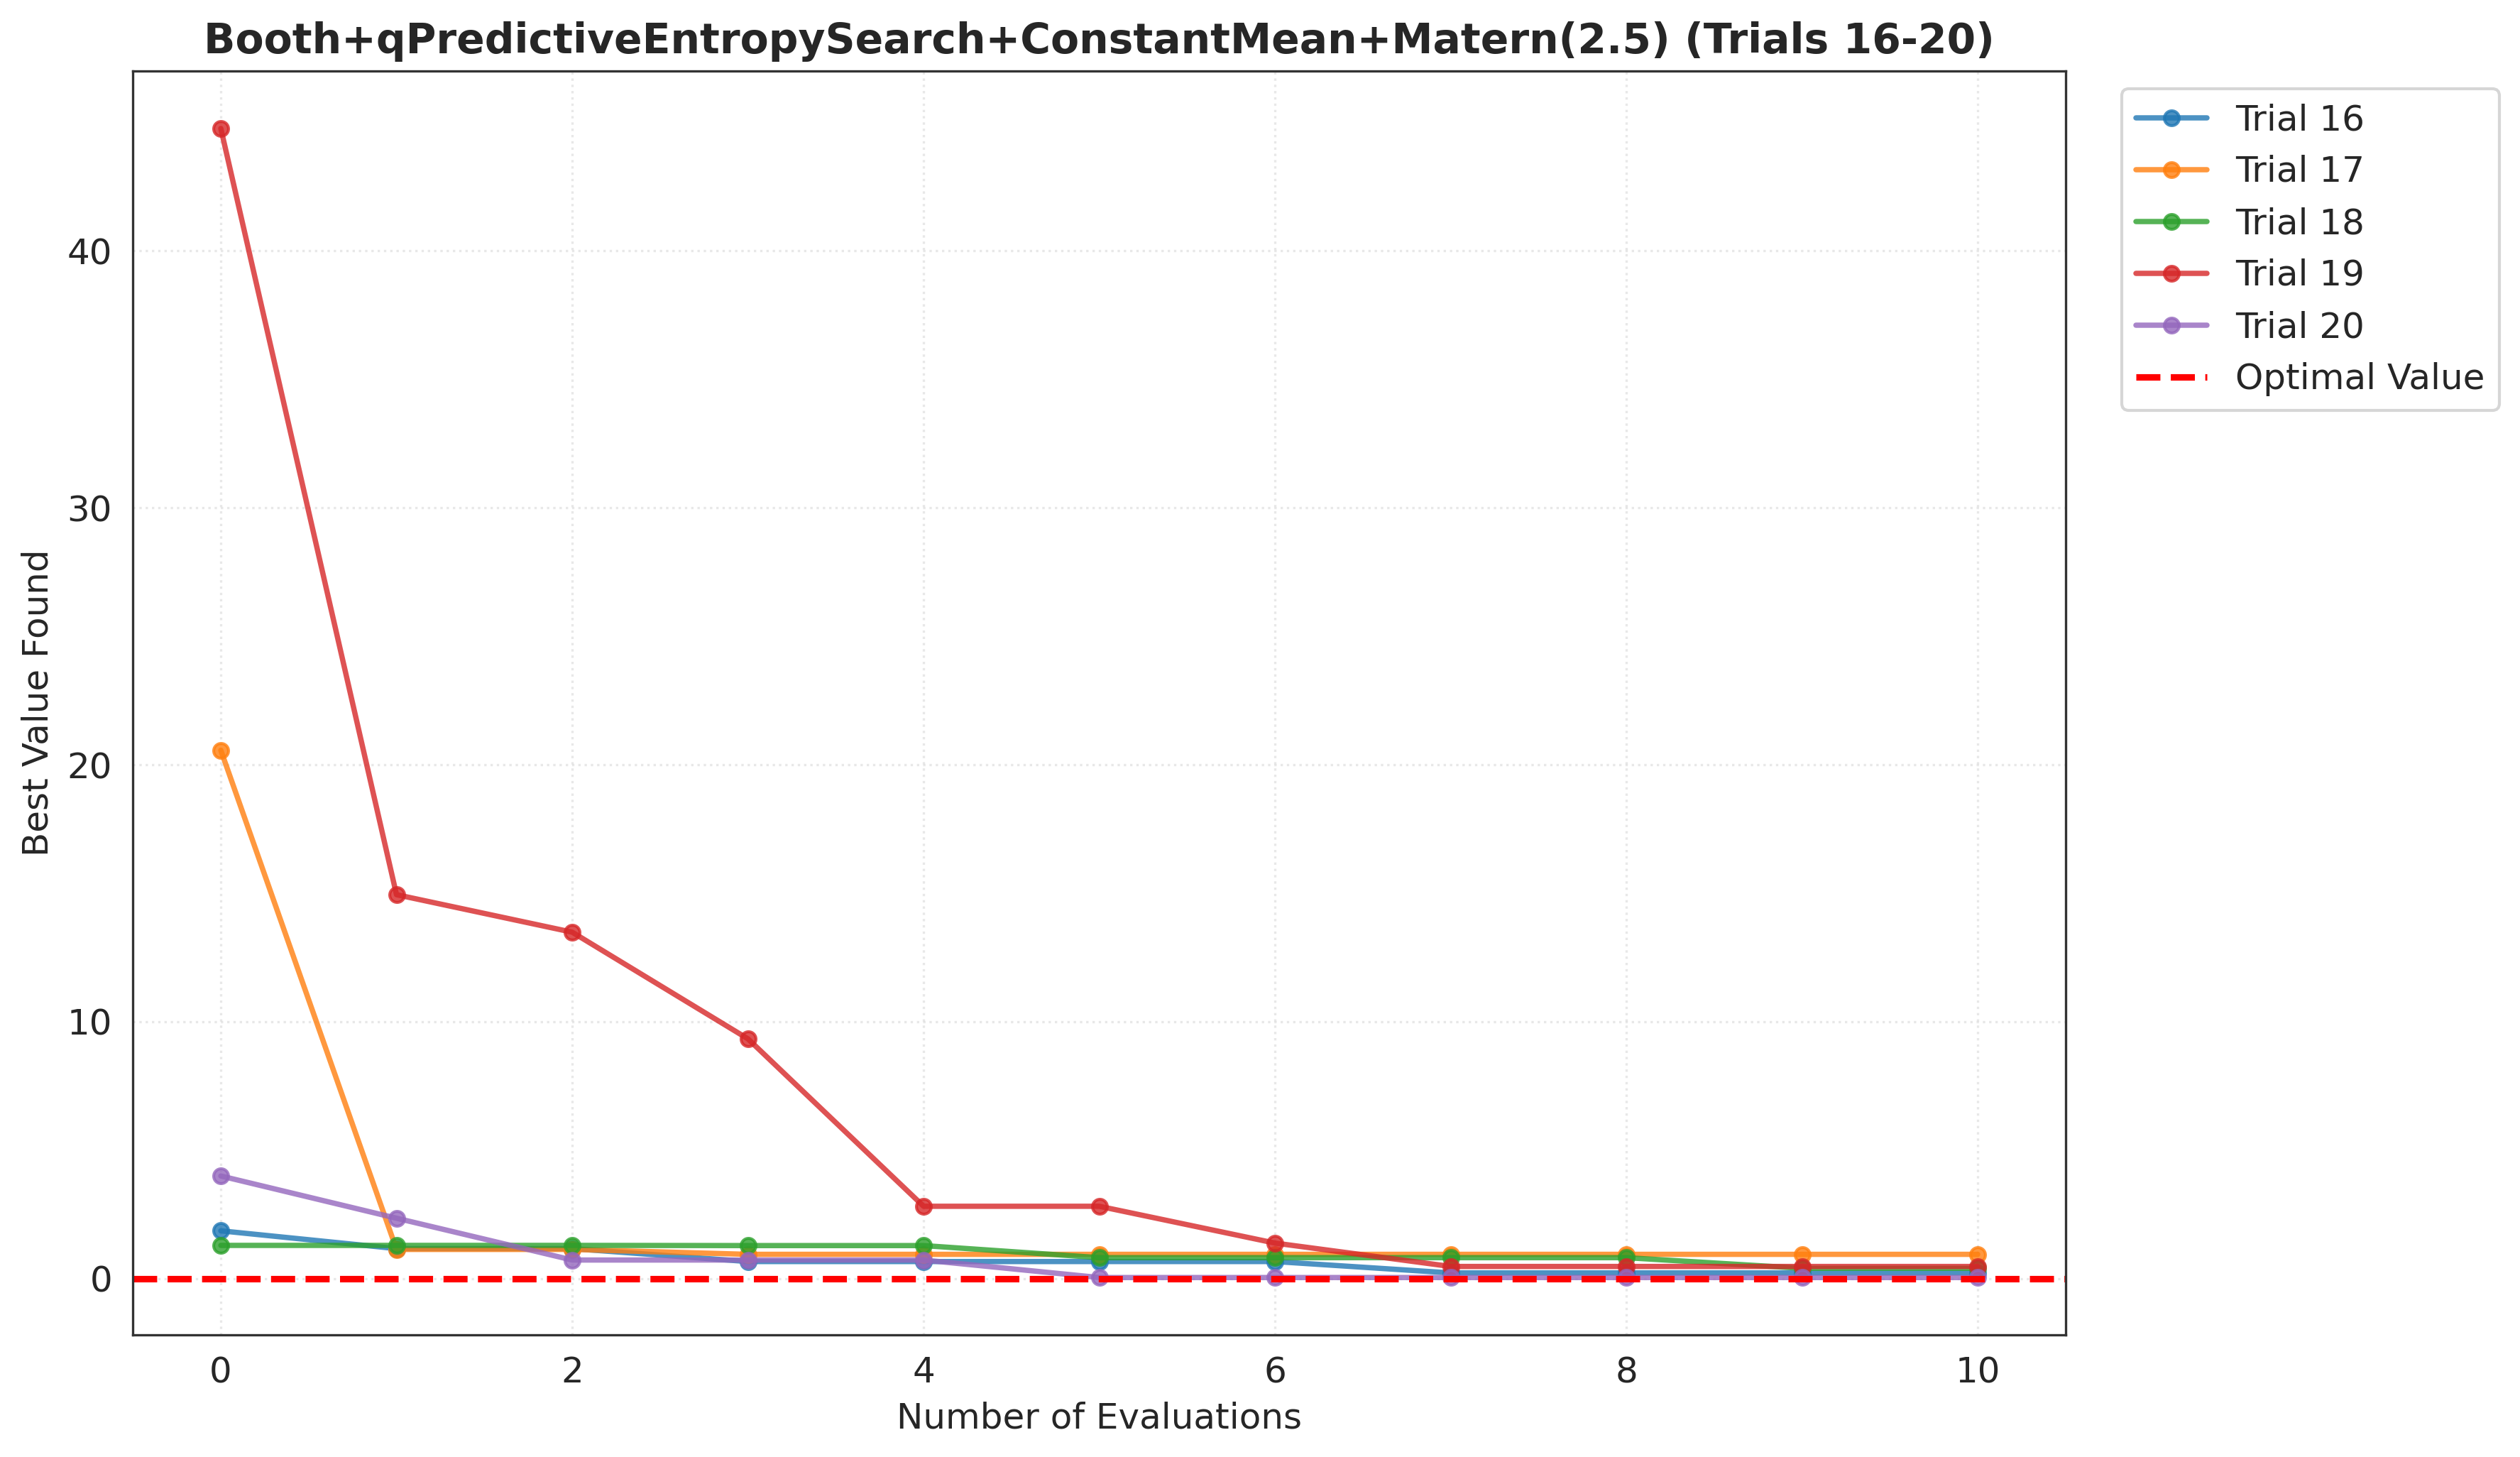 Booth+qPredictiveEntropySearch+ConstantMean+Matern(2.5) (Trials 16-20)
Trial 16
Trial 17
Trial 18
Trial 19
Trial 20
Optimal Value
Best Value Found
40
30
20
10
0
0 2 4 6 8 10
Number of Evaluations